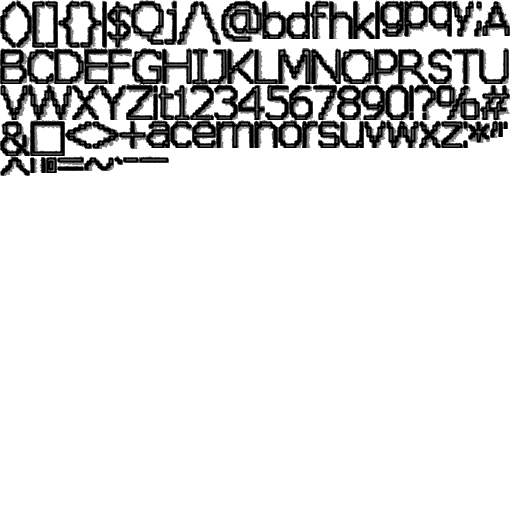 ()[]{}|$Qj/\@bdfhklgpqy;A
BCDEFGHIJKLMNOPRSTU
VWXYZit1234567890!?%#
&□<>+acemnorsuvwxz:*"
^!'"=~`-_